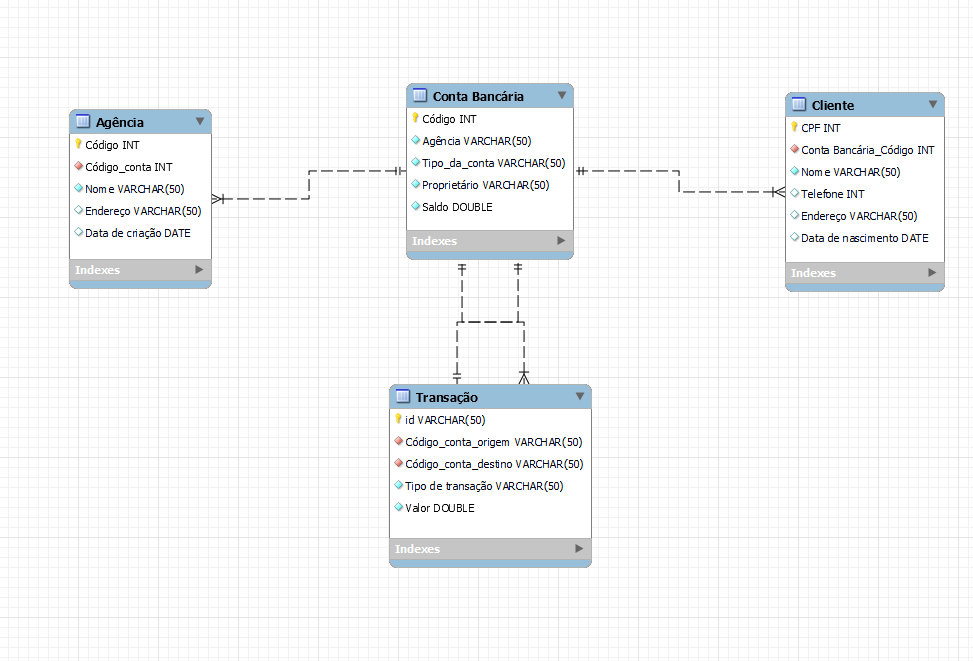 Agência
Código INT
Código_conta INT
Nome VARCHAR(50)
Endereço VARCHAR(50)
Data de criação DATE
Indexes
Conta Bancária
Código INT
Agência VARCHAR(50)
Tipo_da_conta VARCHAR(50)
Proprietário VARCHAR(50)
Saldo DOUBLE
Indexes
Cliente
CPF INT
Conta Bancária_Código INT
Nome VARCHAR(50)
Telefone INT
Endereço VARCHAR(50)
Data de nascimento DATE
Indexes
Transação
id VARCHAR(50)
Código_conta_origem VARCHAR(50)
Código_conta_destino VARCHAR(50)
Tipo de transação VARCHAR(50)
Valor DOUBLE
Indexes